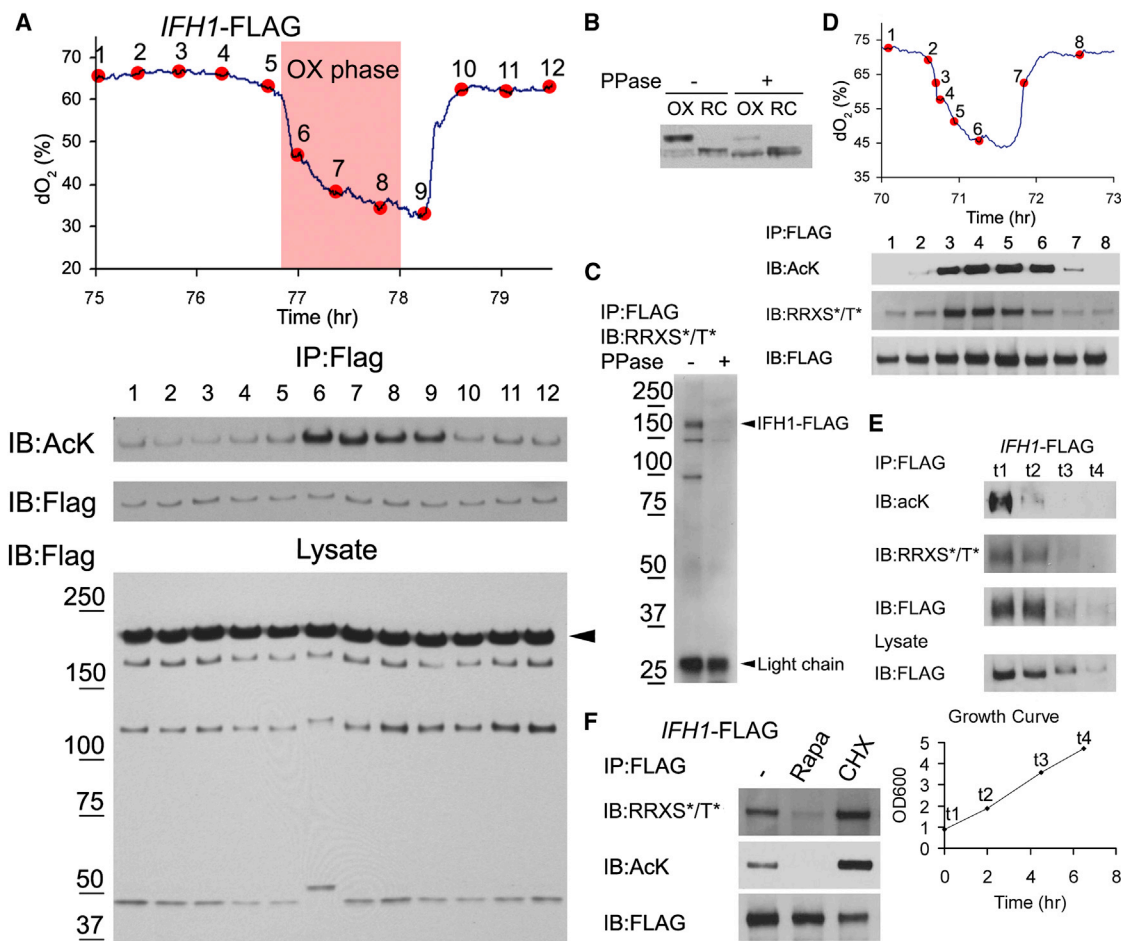 A
IFH1-FLAG
70
60
50
40
30
20
dO2 (%)
1 2 3 4 5 6 7 8 9 10 11 12
OX phase
75 76 77 78 79
Time (hr)
IP:Flag
1 2 3 4 5 6 7 8 9 10 11 12
IB:AcK
IB:Flag
IB:Flag
Lysate
250
150
100
75
50
37
B
PPase - +
OX RC OX RC
C
IP:FLAG
IB:RRXS*/T*
PPase - +
250
150
100
75
50
37
25
IFH1-FLAG
Light chain
D
75
65
55
45
35
dO2 (%)
1 2 3 4 5 6 7 8
70 71 72 73
Time (hr)
IP:FLAG
1 2 3 4 5 6 7 8
IB:AcK
IB:RRXS*/T*
IB:FLAG
E
IFH1-FLAG
IP:FLAG
t1 t2 t3 t4
IB:acK
IB:RRXS*/T*
IB:FLAG
Lysate
IB:FLAG
Growth Curve
5
4
3
2
1
0
OD600
t1 t2 t3 t4
0 2 4 6 8
Time (hr)
F
IFH1-FLAG
IP:FLAG
- Rapa CHX
IB:RRXS*/T*
IB:AcK
IB:FLAG